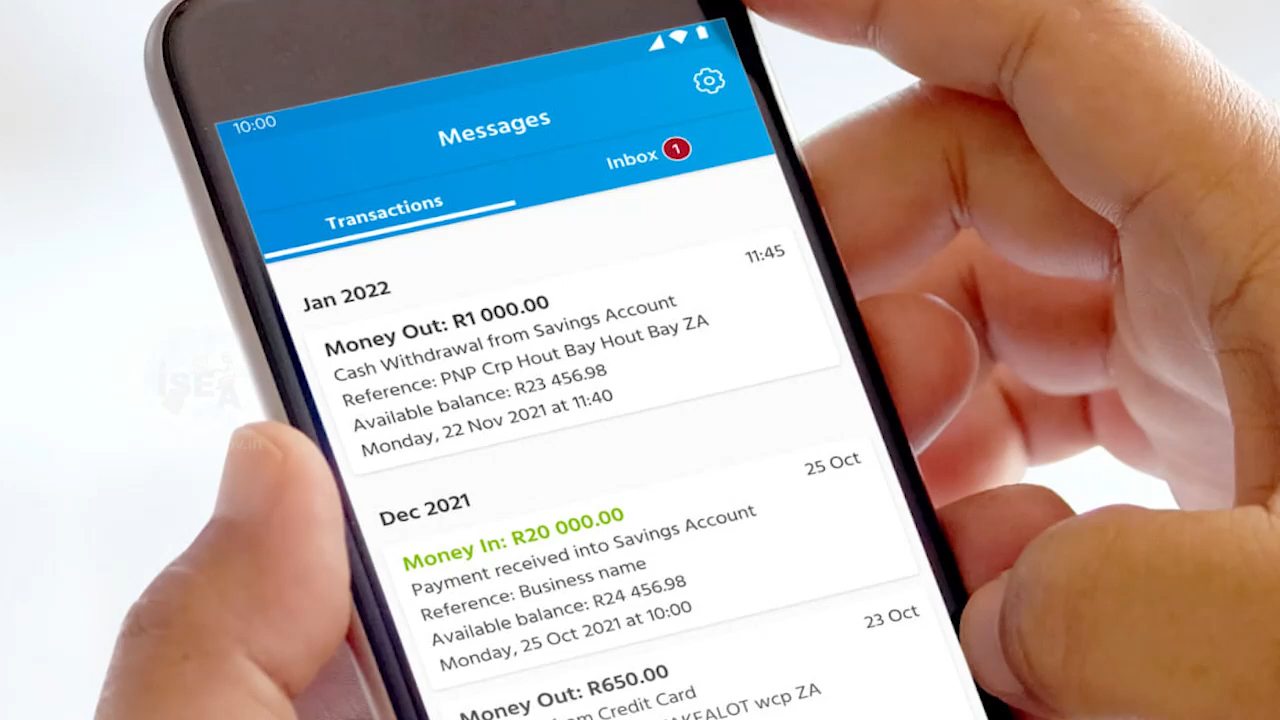 10:00
Messages
Transactions
Inbox 1
Jan 2022
11:45
Money Out: R1 000.00
Cash Withdrawal from Savings Account
Reference: PNP Crp Hout Bay Hout Bay ZA
Available balance: R23 456.98
Monday, 22 Nov 2021 at 11:40
Dec 2021
25 Oct
Money In: R20 000.00
Payment received into Savings Account
Reference: Business name
Available balance: R24 456.98
Monday, 25 Oct 2021 at 10:00
23 Oct
Money Out: R650.00
Credit Card
wcp ZA
iSEA